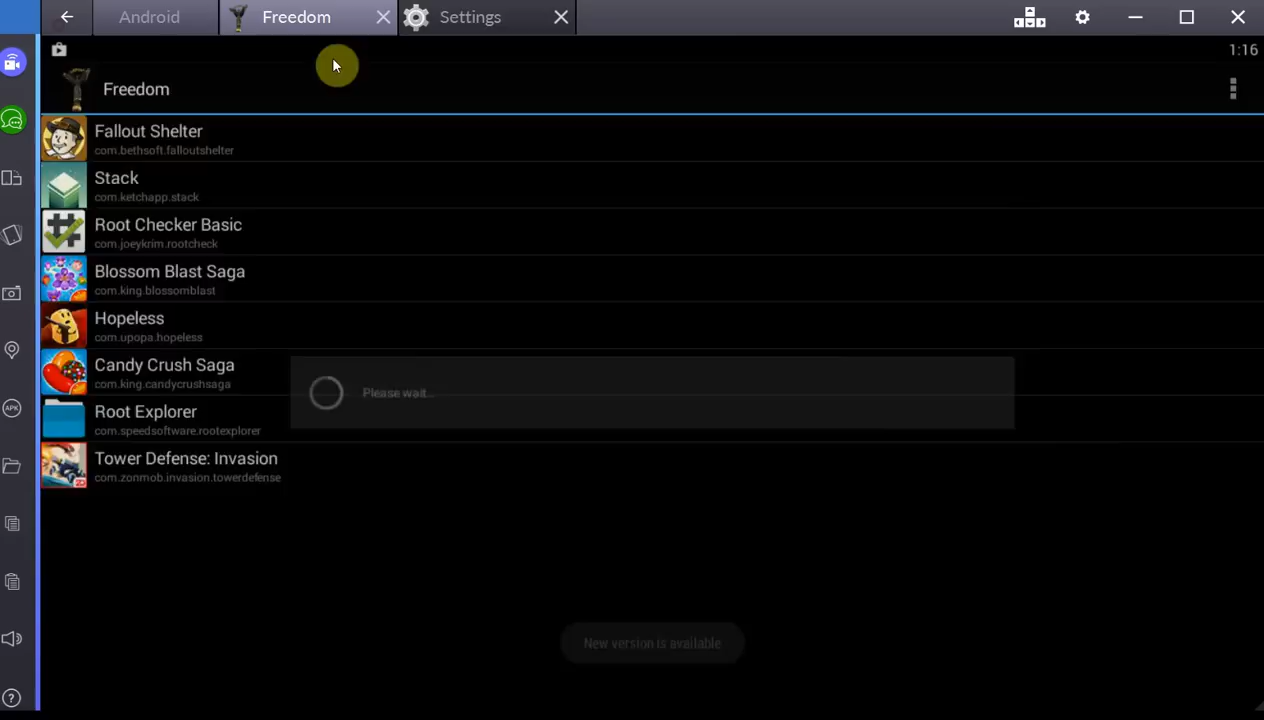 Android
Freedom
Settings
1:16
Freedom
Fallout Shelter
com.bethsoft.falloutshelter
Stack
com.ketchapp.stack
Root Checker Basic
com.joeykrim.rootcheck
Blossom Blast Saga
com.king.blossomblast
Hopeless
com.upopa.hopeless
Candy Crush Saga
com.king.candycrushsaga
Please wait...
Root Explorer
com.speedsoftware.rootexplorer
Tower Defense: Invasion
com.zonmob.invasion.towerdefense
New version is available
APK